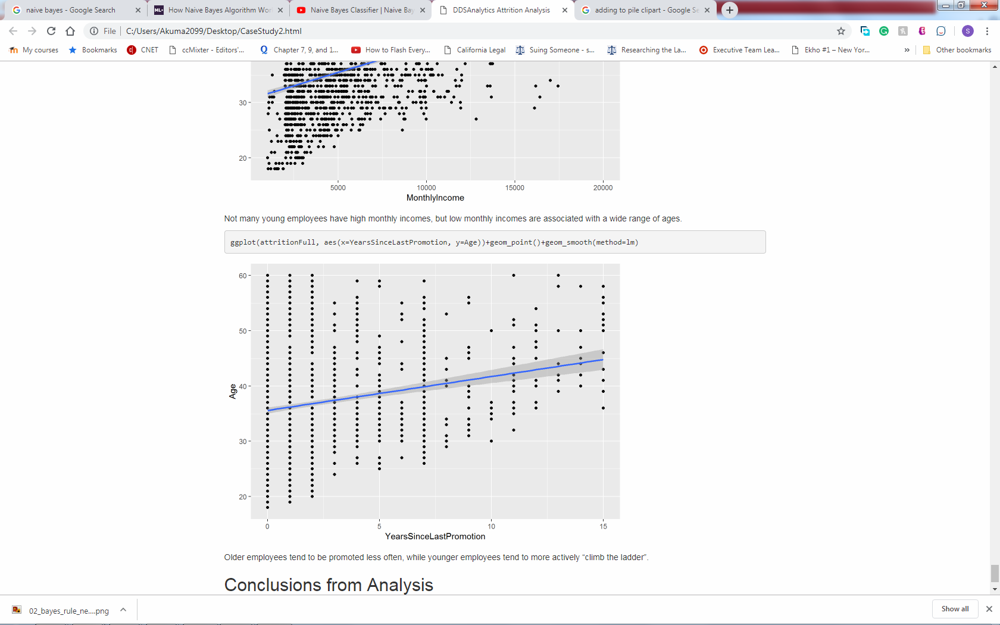 naive bayes - Google Search
How Naive Bayes Algorithm Wor
Naive Bayes Classifier | Naive Bay
DDSAnalytics Attrition Analysis
adding to pile clipart - Google Se
File
C:/Users/Akuma2099/Desktop/CaseStudy2.html
S
My courses
Bookmarks
CNET
ccMixter - Editors'...
Chapter 7, 9, and 1...
How to Flash Every...
California Legal
Suing Someone - s...
Researching the La...
Executive Team Lea...
Ekho #1 – New Yor...
»
Other bookmarks
30
20
5000 10000 15000 20000
MonthlyIncome
Not many young employees have high monthly incomes, but low monthly incomes are associated with a wide range of ages.
ggplot(attritionFull, aes(x=YearsSinceLastPromotion, y=Age))+geom_point()+geom_smooth(method=lm)
60
50
40
30
20
Age
0 5 10 15
YearsSinceLastPromotion
Older employees tend to be promoted less often, while younger employees tend to more actively “climb the ladder”.
Conclusions from Analysis
02_bayes_rule_ne....png
Show all